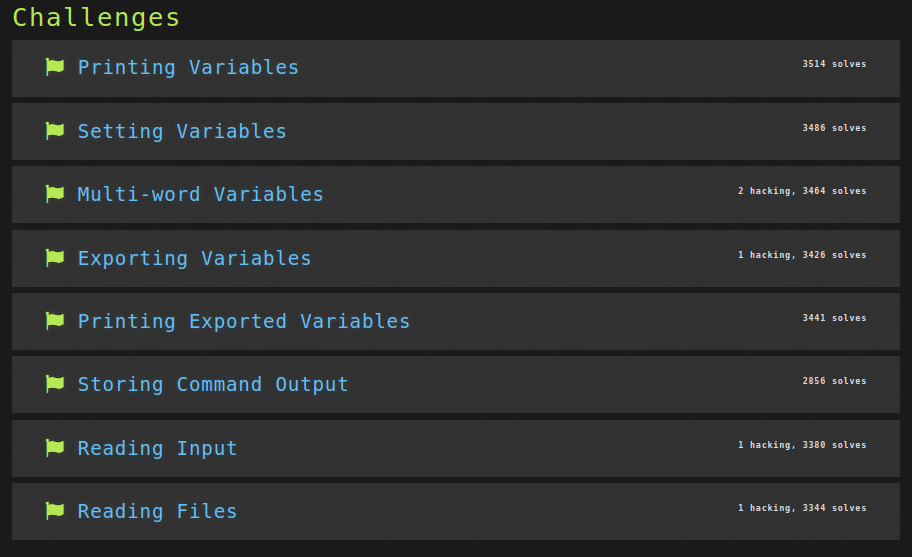 Challenges
Printing Variables 3514 solves
Setting Variables 3486 solves
Multi-word Variables 2 hacking, 3464 solves
Exporting Variables 1 hacking, 3426 solves
Printing Exported Variables 3441 solves
Storing Command Output 2856 solves
Reading Input 1 hacking, 3380 solves
Reading Files 1 hacking, 3344 solves